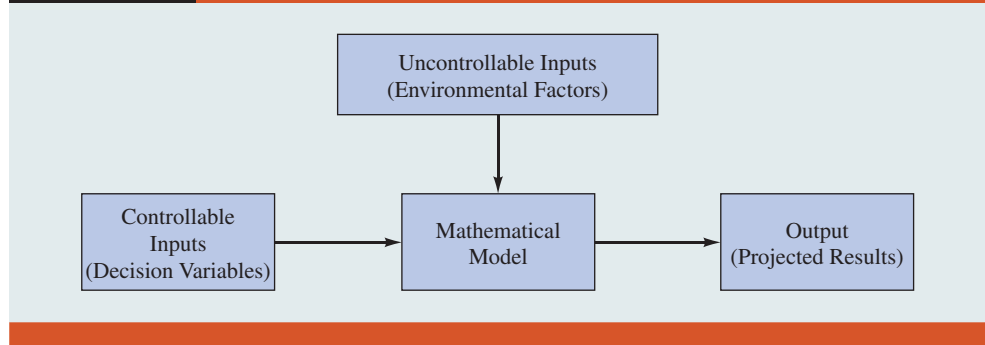 Uncontrollable Inputs
(Environmental Factors)
Controllable
Inputs
(Decision Variables)
Mathematical
Model
Output
(Projected Results)